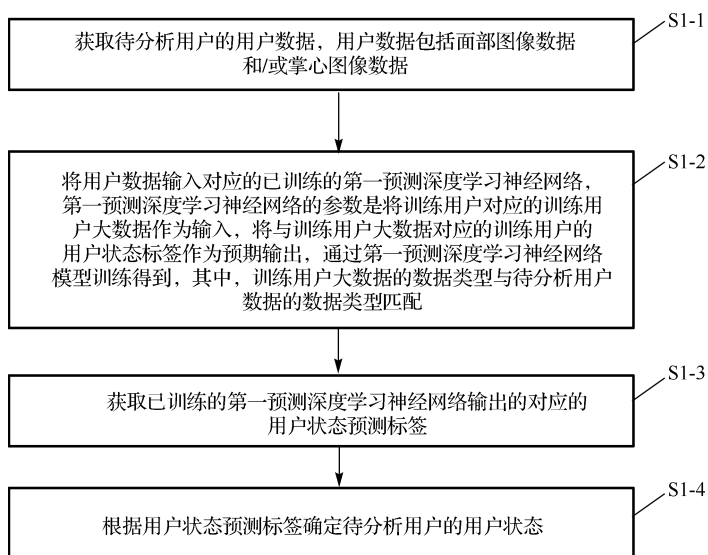 S1-1
获取待分析用户的用户数据，用户数据包括面部图像数据
和/或掌心图像数据
S1-2
将用户数据输入对应的已训练的第一预测深度学习神经网络，
第一预测深度学习神经网络的参数是将训练用户对应的训练用
户大数据作为输入，将与训练用户大数据对应的训练用户的
用户状态标签作为预期输出，通过第一预测深度学习神经网络
模型训练得到，其中，训练用户大数据的数据类型与待分析用户
数据的数据类型匹配
S1-3
获取已训练的第一预测深度学习神经网络输出的对应的
用户状态预测标签
S1-4
根据用户状态预测标签确定待分析用户的用户状态